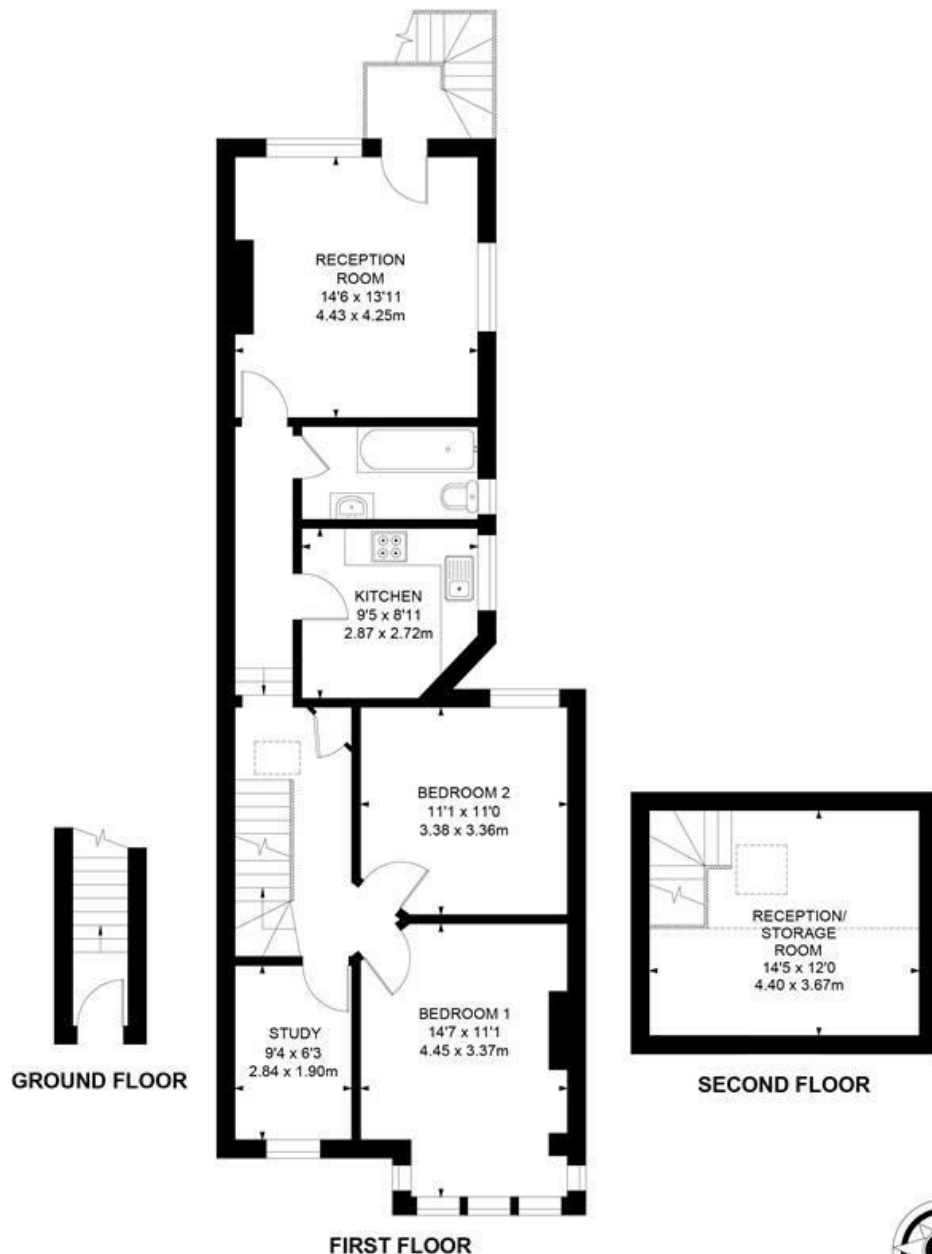 RECEPTION
ROOM
14'6 x 13'11
4.43 x 4.25m
KITCHEN
9'5 x 8'11
2.87 x 2.72m
BEDROOM 2
11'1 x 11'0
3.38 x 3.36m
BEDROOM 1
14'7 x 11'1
4.45 x 3.37m
STUDY
9'4 x 6'3
2.84 x 1.90m
FIRST FLOOR
GROUND FLOOR
RECEPTION/
STORAGE
ROOM
14'5 x 12'0
4.40 x 3.67m
SECOND FLOOR